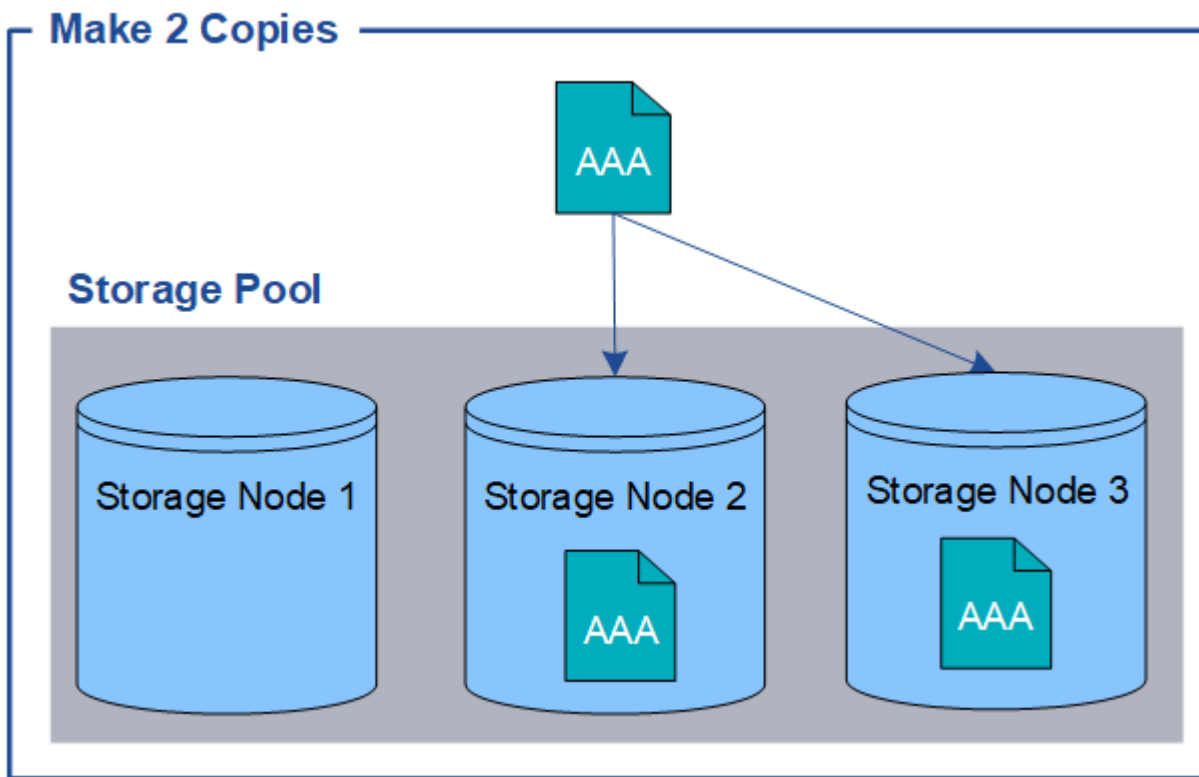 Make 2 Copies
AAA
Storage Pool
Storage Node 1
Storage Node 2
Storage Node 3
AAA
AAA